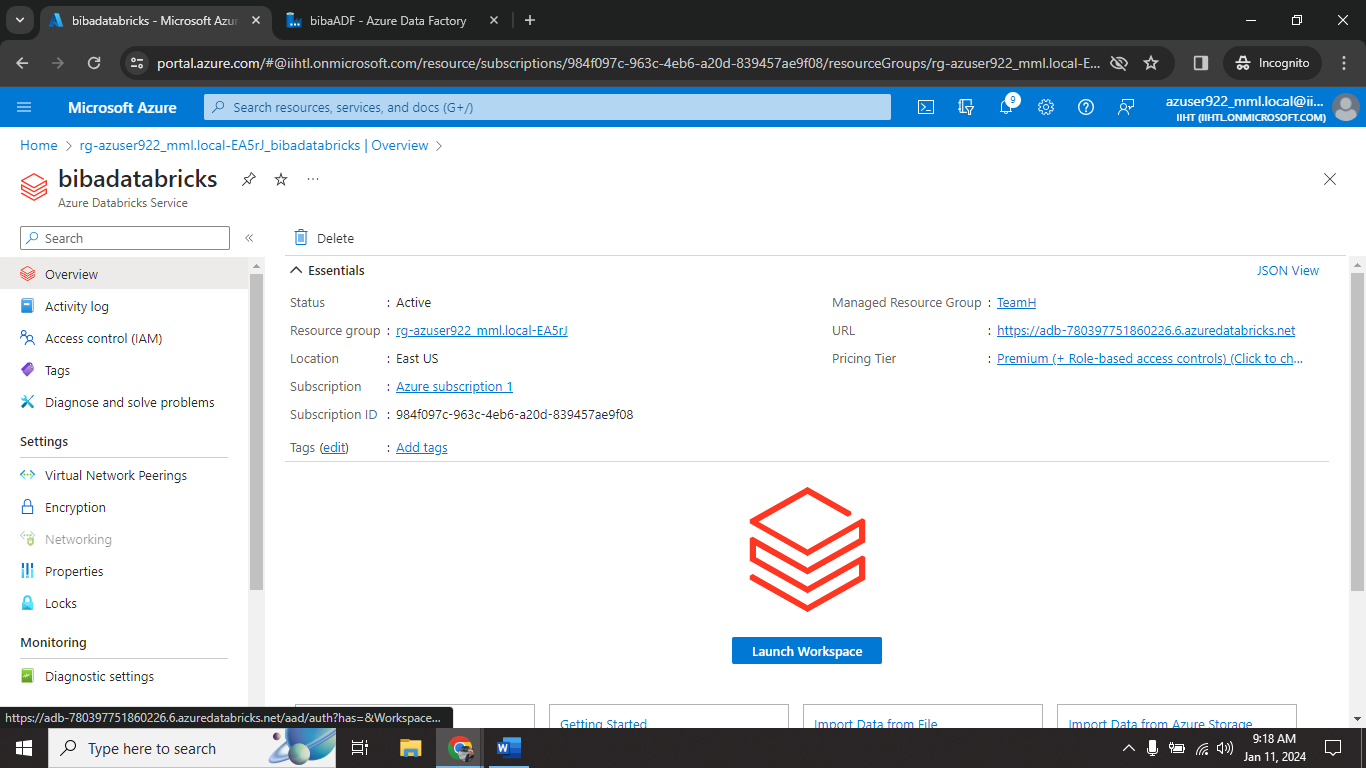 bibadatabricks - Microsoft Azur
bibaADF - Azure Data Factory
portal.azure.com/#@iihtl.onmicrosoft.com/resource/subscriptions/984f097c-963c-4eb6-a20d-839457ae9f08/resourceGroups/rg-azuser922_mml.local-E...
Incognito
Microsoft Azure
Search resources, services, and docs (G+/)
9
azuser922_mml.local@ii...
IIHT (IIHTL.ONMICROSOFT.COM)
Home > rg-azuser922_mml.local-EA5rJ_bibadatabricks | Overview >
bibadatabricks
Azure Databricks Service
Search
«
Delete
Overview
Activity log
Access control (IAM)
Tags
Diagnose and solve problems
Settings
Virtual Network Peerings
Encryption
Networking
Properties
Locks
Monitoring
Diagnostic settings
Essentials
JSON View
Status : Active
Resource group : rg-azuser922_mml.local-EA5rJ
Location : East US
Subscription : Azure subscription 1
Subscription ID : 984f097c-963c-4eb6-a20d-839457ae9f08
Tags (edit) : Add tags
Managed Resource Group : TeamH
URL : https://adb-780397751860226.6.azuredatabricks.net
Pricing Tier : Premium (+ Role-based access controls) (Click to ch...
Launch Workspace
Getting Started
Import Data from File
Import Data from Azure Storage
https://adb-780397751860226.6.azuredatabricks.net/aad/auth?has=&Workspace...
Type here to search
9:18 AM
Jan 11, 2024